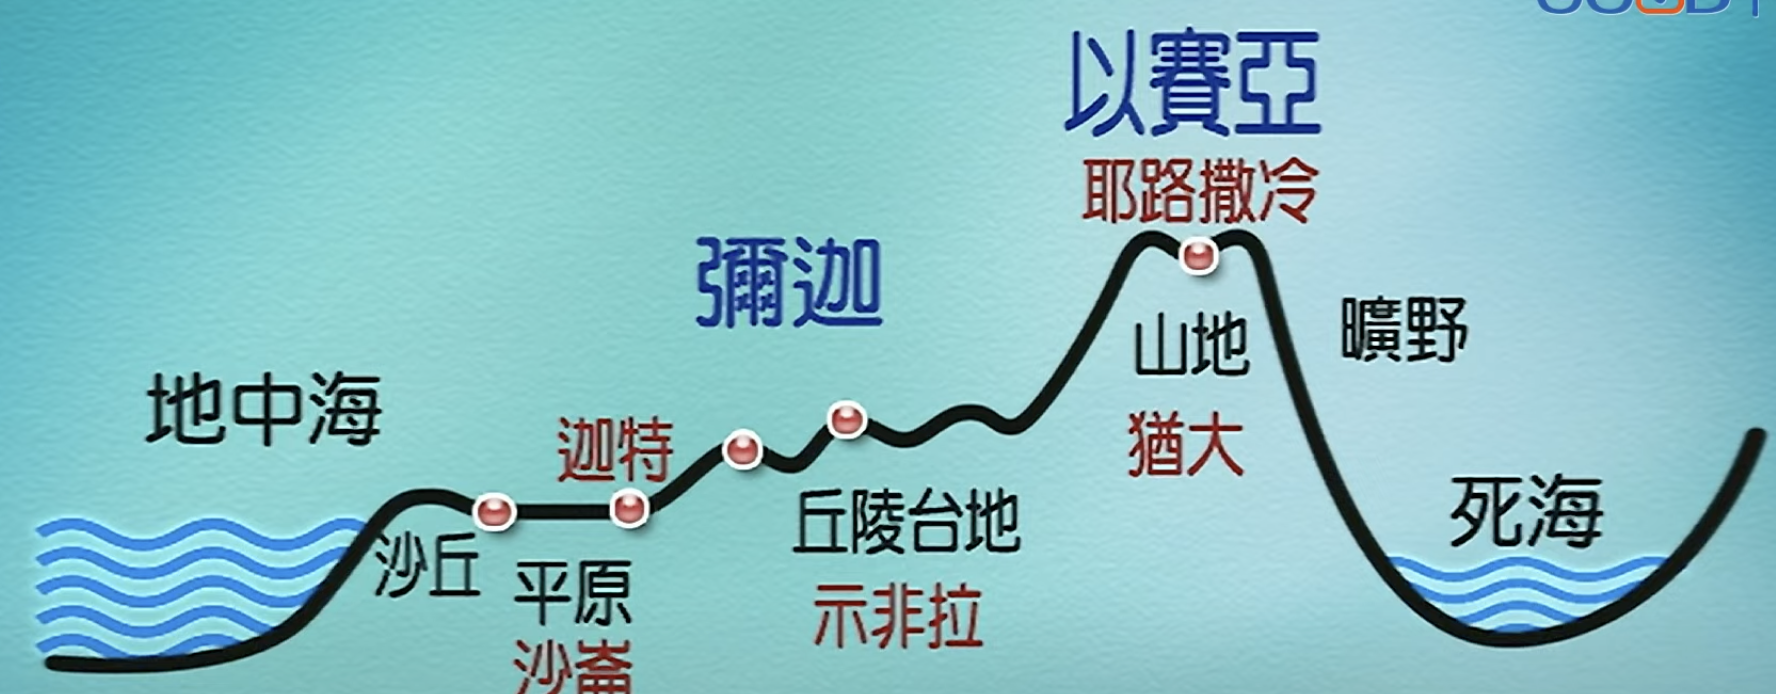 以賽亞
耶路撒冷
彌迦
山地
曠野
地中海
迦特
猶大
丘陵台地
死海
沙丘
平原
示非拉
沙崙